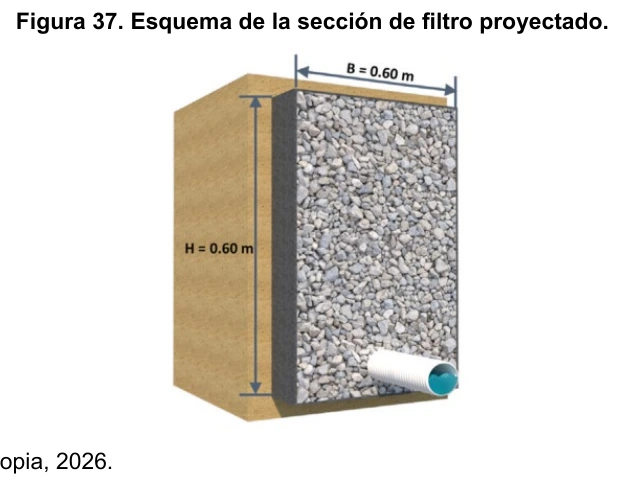 Figura 37. Esquema de la sección de filtro proyectado.
B = 0.60 m
H = 0.60 m
opia, 2026.